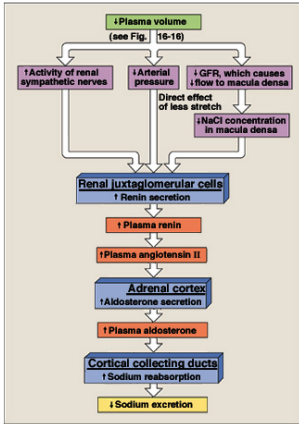 ↓Plasma volume
(see Fig. 16-16)
↑Activity of renal
sympathetic nerves
↓Arterial
pressure
↓GFR, which causes
↓flow to macula densa
Direct effect
of less stretch
↓NaCl concentration
in macula densa
Renal juxtaglomerular cells
↑ Renin secretion
↑ Plasma renin
↑Plasma angiotensin II
Adrenal cortex
↑Aldosterone secretion
↑ Plasma aldosterone
Cortical collecting ducts
↑ Sodium reabsorption
↓Sodium excretion